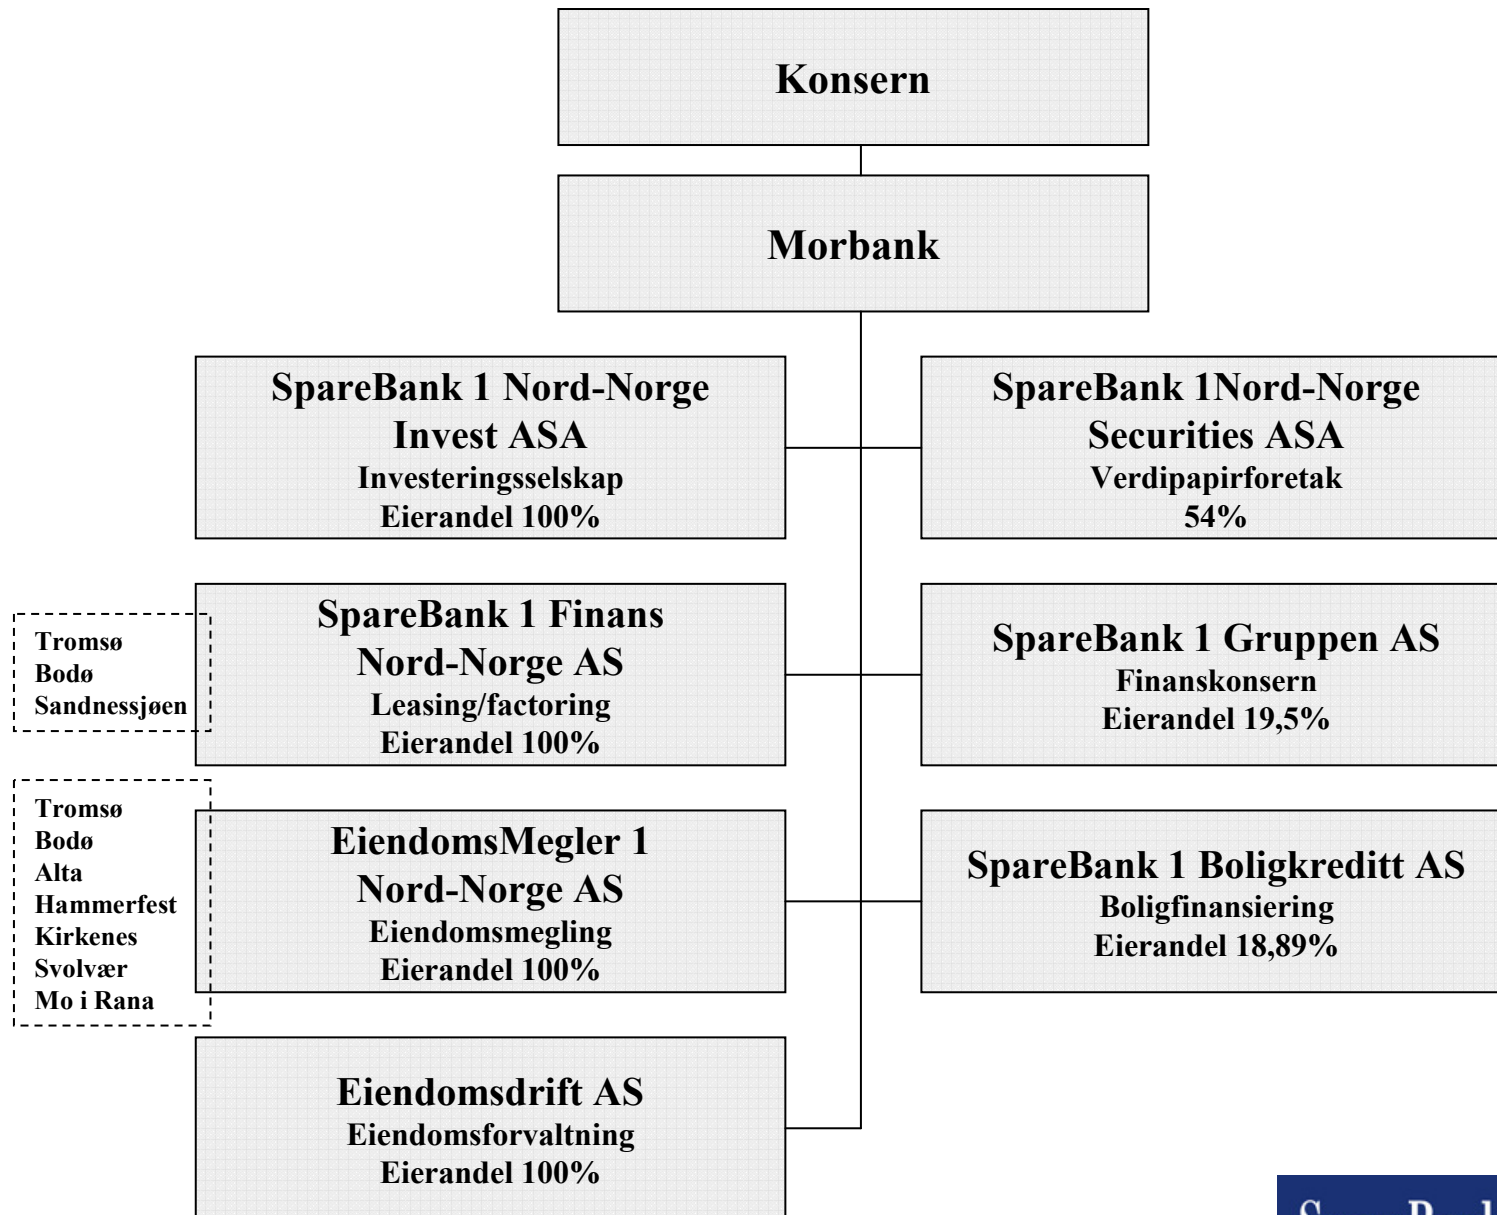 Konsern
Morbank
SpareBank 1 Nord-Norge
Invest ASA
Investeringsselskap
Eierandel 100%
SpareBank 1Nord-Norge
Securities ASA
Verdipapirforetak
54%
Tromsø
Bodø
Sandnessjøen
SpareBank 1 Finans
Nord-Norge AS
Leasing/factoring
Eierandel 100%
SpareBank 1 Gruppen AS
Finanskonsern
Eierandel 19,5%
Tromsø
Bodø
Alta
Hammerfest
Kirkenes
Svolvær
Mo i Rana
EiendomsMegler 1
Nord-Norge AS
Eiendomsmegling
Eierandel 100%
SpareBank 1 Boligkreditt AS
Boligfinansiering
Eierandel 18,89%
Eiendomsdrift AS
Eiendomsforvaltning
Eierandel 100%